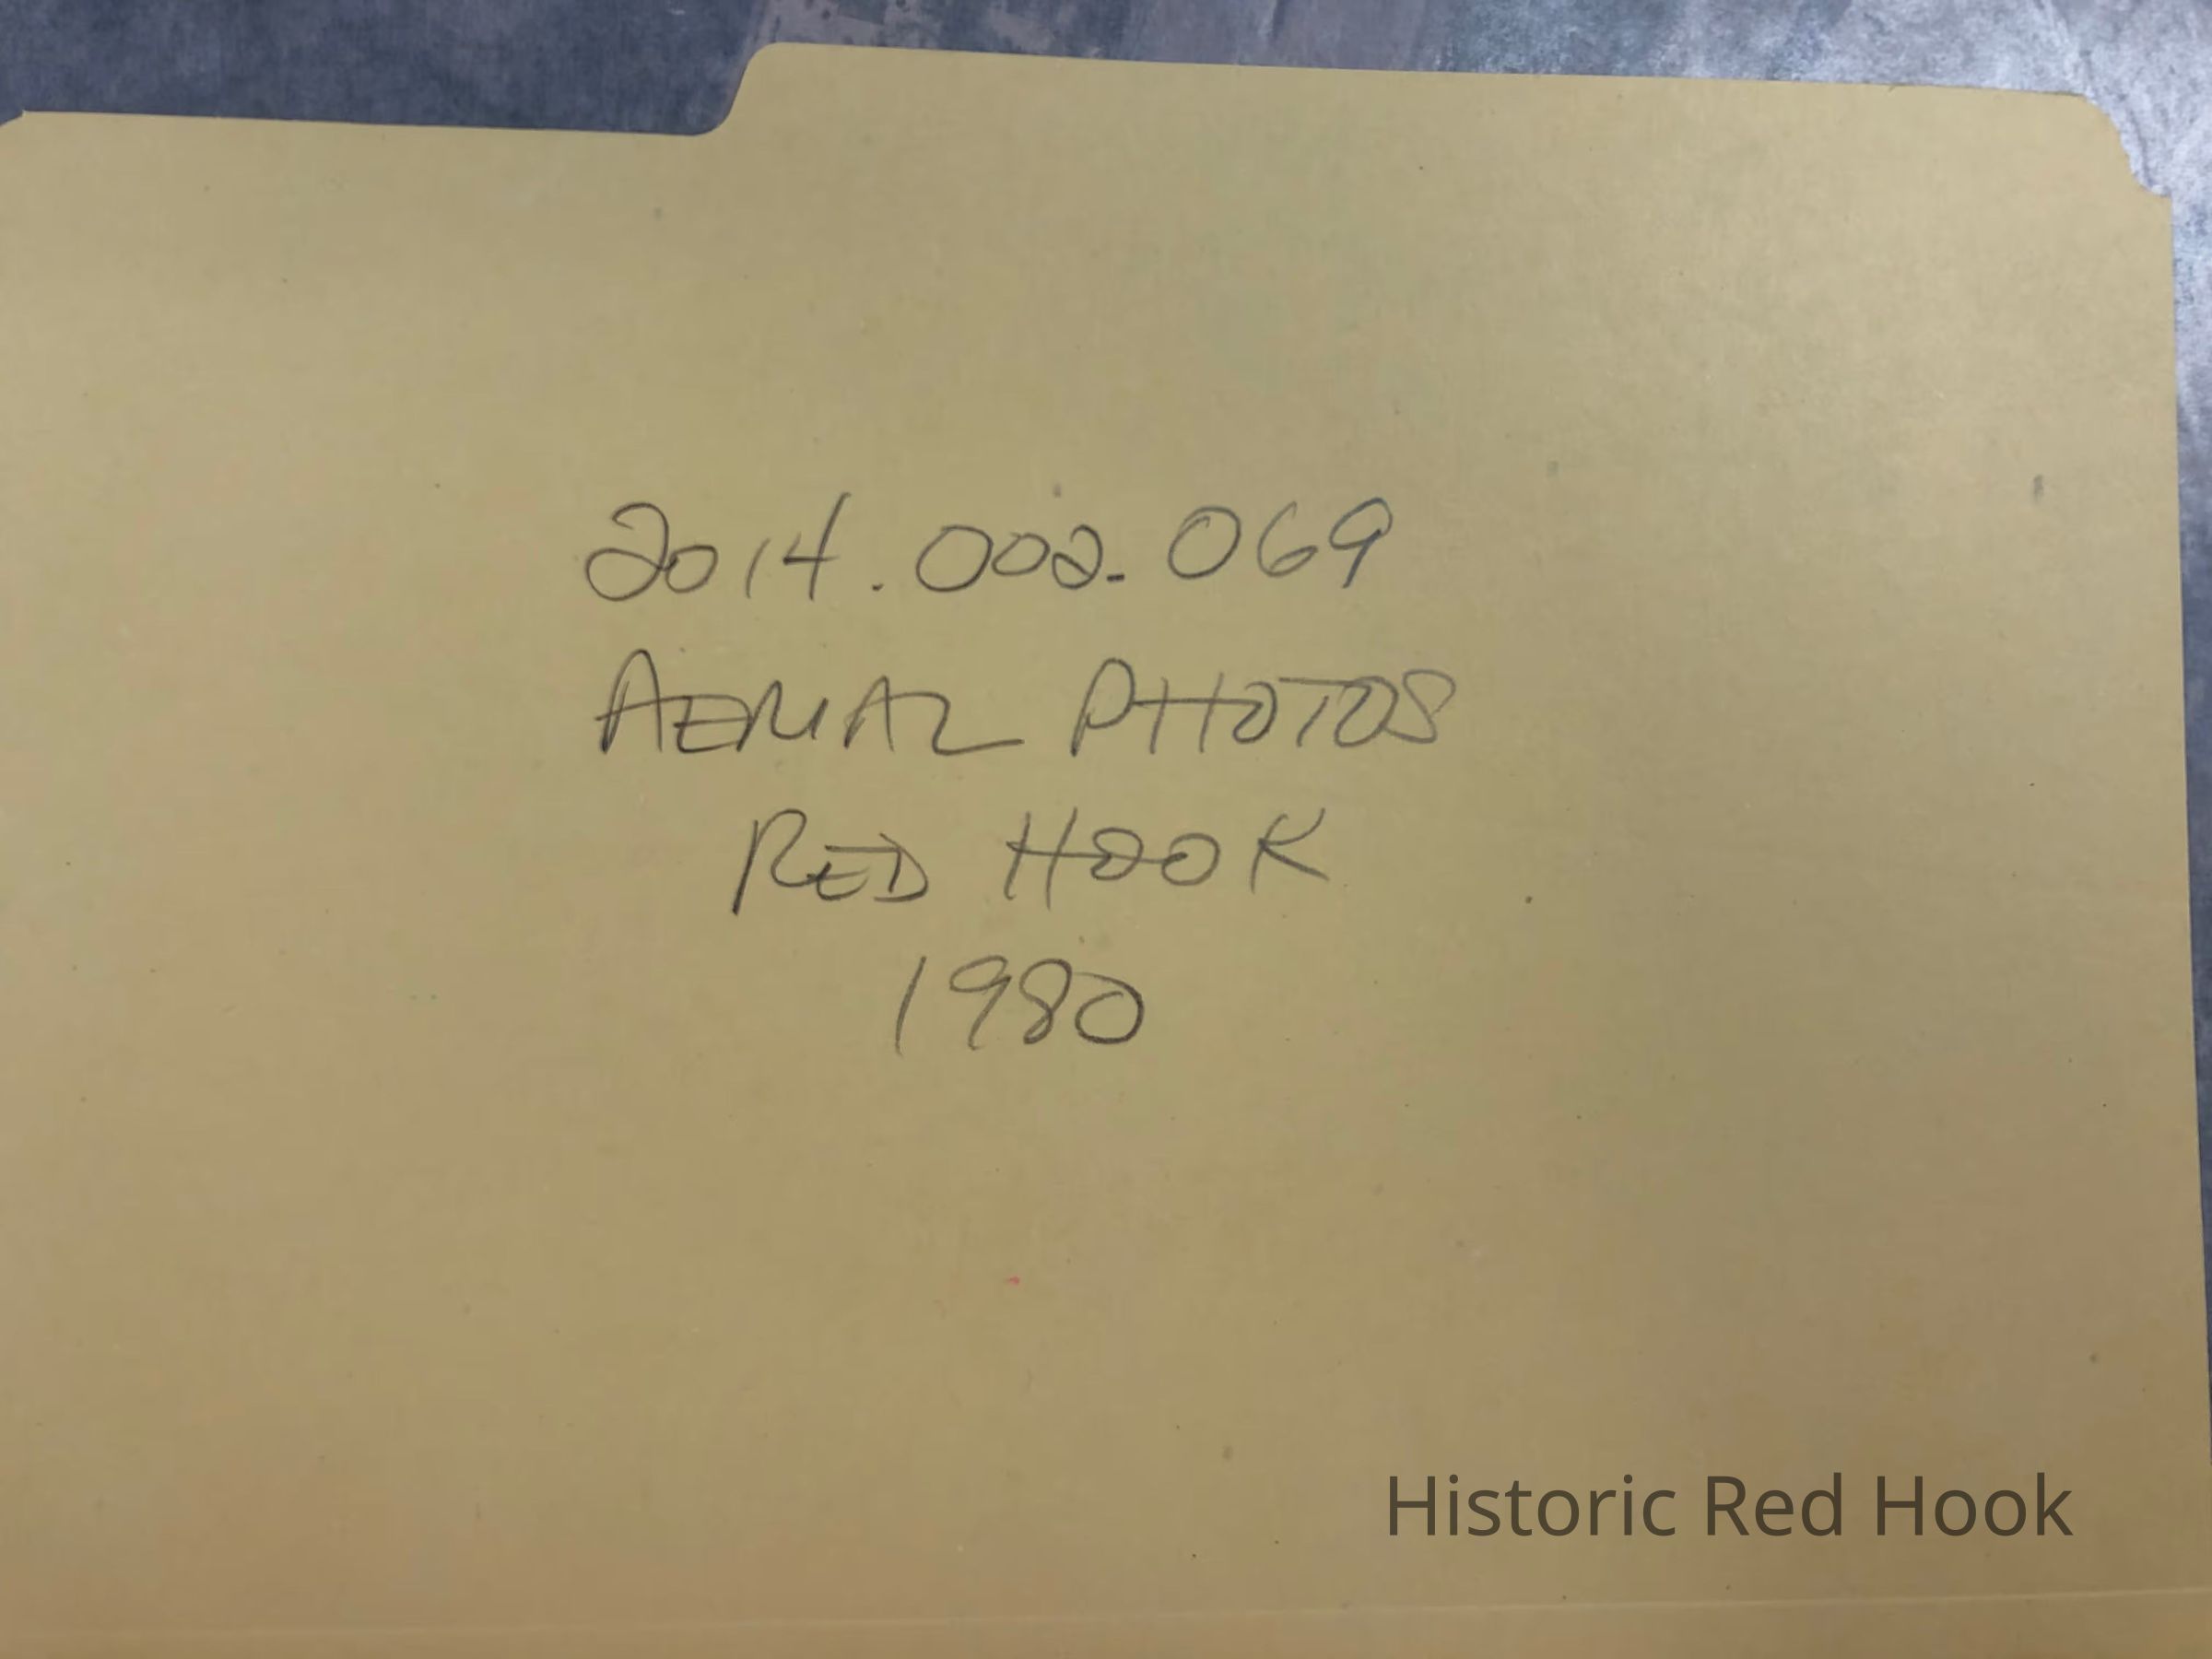 2014.002.069
AERIAL PHOTOS
RED HOOK
1980
Historic Red Hook